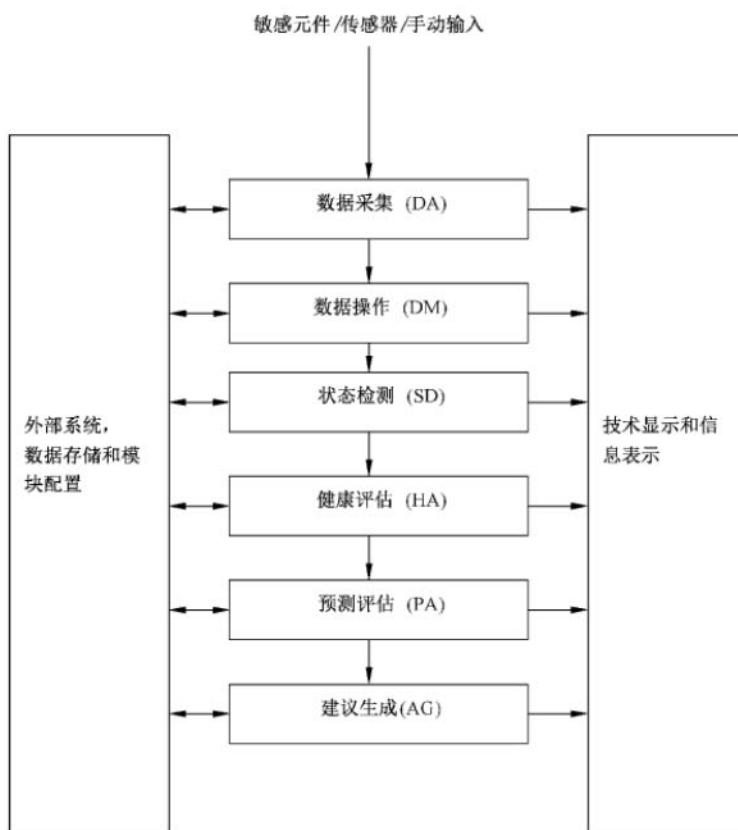 敏感元件/传感器/手动输入
数据采集 (DA)
数据操作 (DM)
状态检测 (SD)
健康评估 (HA)
预测评估 (PA)
建议生成(AG)
外部系统，
数据存储和模
块配置
技术显示和信
息表示